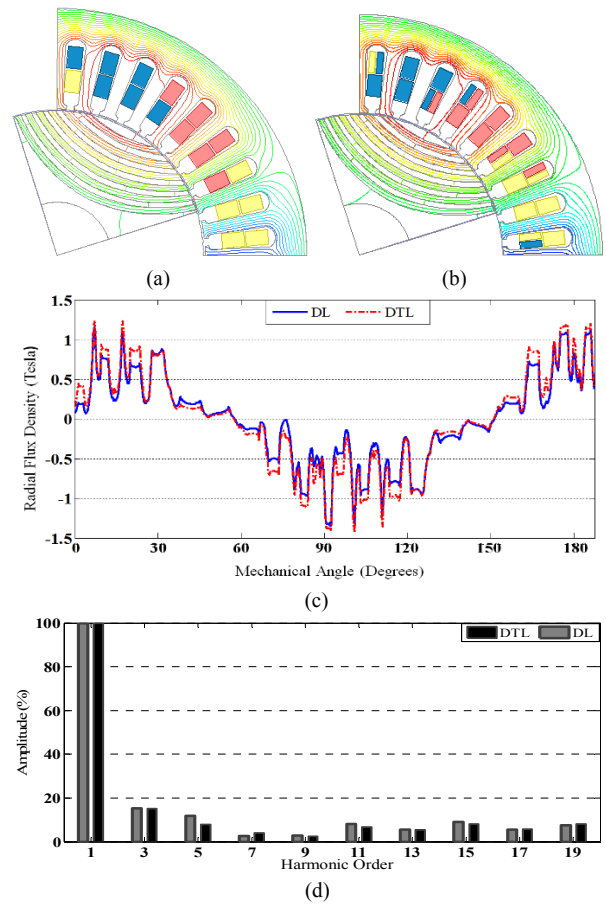 (a) (b)
DL DTL
Radial Flux Density (Tesla)
1.5
1
0.5
0
-0.5
-1
-1.5
0 30 60 90 120 150 180
Mechanical Angle (Degrees)
(c)
DTL DL
Amplitude (%)
100
80
60
40
20
0
1 3 5 7 9 11 13 15 17 19
Harmonic Order
(d)